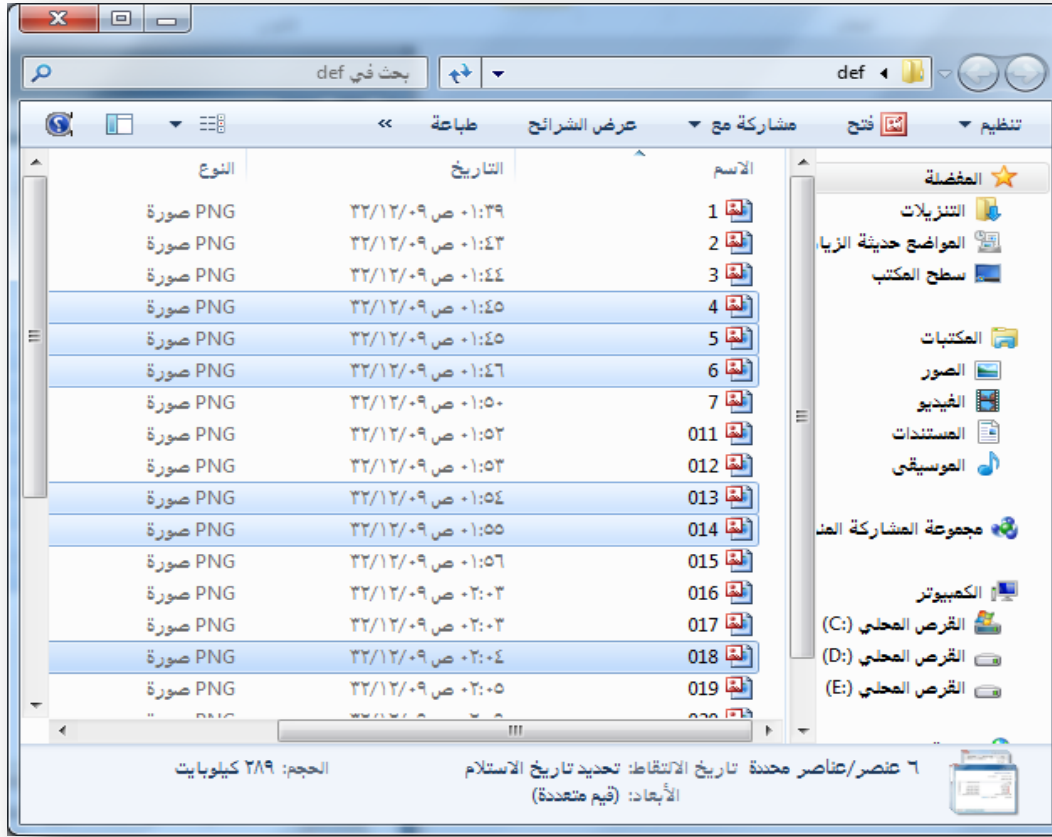 def
بحث في def
تنظيم فتح مشاركة مع عرض الشرائح طباعة »
المفضلة
التنزيلات
المواضع حديثة الزيا
سطح المكتب
المكتبات
الصور
الفيديو
المستندات
الموسيقى
مجموعة المشاركة المنـ
الكمبيوتر
القرص المحلي (C:)
القرص المحلي (D:)
القرص المحلي (E:)
الاسم التاريخ النوع
1 ٠١:٣٩ ص ٣٢/١٢/٠٩ صورة PNG
2 ٠١:٤٣ ص ٣٢/١٢/٠٩ صورة PNG
3 ٠١:٤٤ ص ٣٢/١٢/٠٩ صورة PNG
4 ٠١:٤٥ ص ٣٢/١٢/٠٩ صورة PNG
5 ٠١:٤٥ ص ٣٢/١٢/٠٩ صورة PNG
6 ٠١:٤٦ ص ٣٢/١٢/٠٩ صورة PNG
7 ٠١:٥٠ ص ٣٢/١٢/٠٩ صورة PNG
011 ٠١:٥٢ ص ٣٢/١٢/٠٩ صورة PNG
012 ٠١:٥٣ ص ٣٢/١٢/٠٩ صورة PNG
013 ٠١:٥٤ ص ٣٢/١٢/٠٩ صورة PNG
014 ٠١:٥٥ ص ٣٢/١٢/٠٩ صورة PNG
015 ٠١:٥٦ ص ٣٢/١٢/٠٩ صورة PNG
016 ٠٢:٠٣ ص ٣٢/١٢/٠٩ صورة PNG
017 ٠٢:٠٣ ص ٣٢/١٢/٠٩ صورة PNG
018 ٠٢:٠٤ ص ٣٢/١٢/٠٩ صورة PNG
019 ٠٢:٠٥ ص ٣٢/١٢/٠٩ صورة PNG
٦ عنصر/عناصر محددة تاريخ الالتقاط: تحديد تاريخ الاستلام الحجم: ٢٨٩ كيلوبايت
الأبعاد: (قيم متعددة)